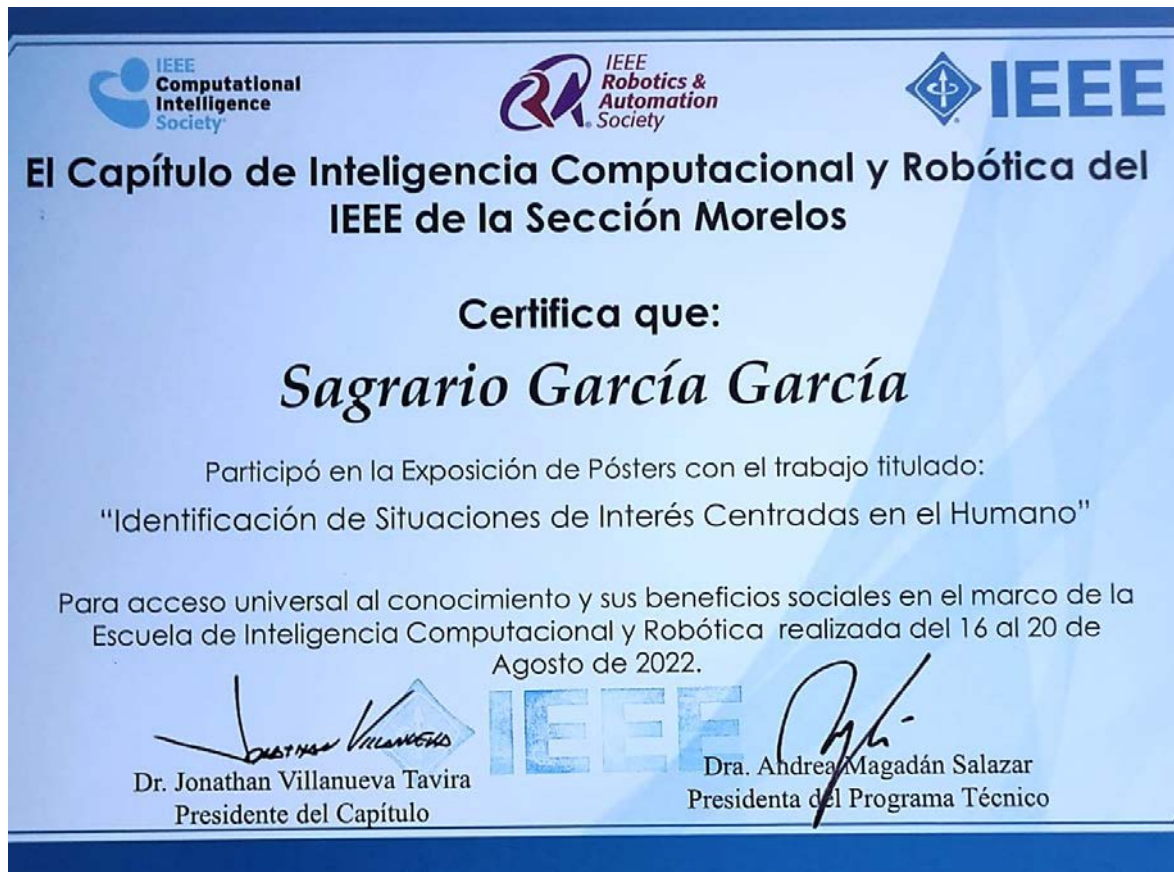 IEEE
Computational
Intelligence
Society
IEEE
Robotics &
Automation
Society
IEEE
El Capítulo de Inteligencia Computacional y Robótica del
IEEE de la Sección Morelos
Certifica que:
Sagrario García García
Participó en la Exposición de Pósters con el trabajo titulado:
“Identificación de Situaciones de Interés Centradas en el Humano”
Para acceso universal al conocimiento y sus beneficios sociales en el marco de la
Escuela de Inteligencia Computacional y Robótica realizada del 16 al 20 de
Agosto de 2022.
IEEE
Jonathan Villanueva
Dr. Jonathan Villanueva Tavira
Presidente del Capítulo
Dra. Andrea Magadán Salazar
Presidenta del Programa Técnico